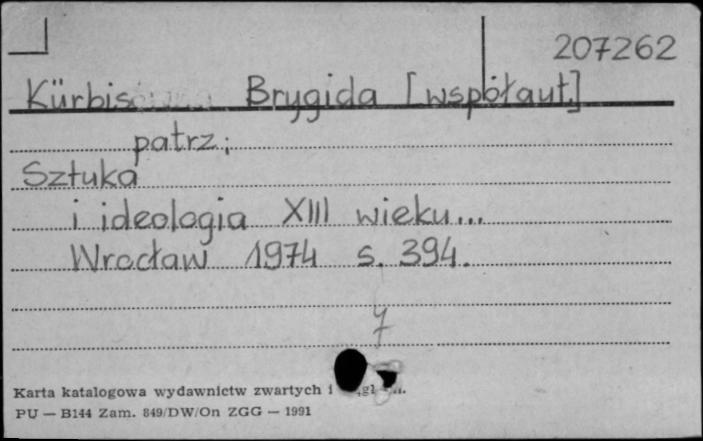 207262
Kürbis Brygida [współaut.]
patrz:
Sztuka
i ideologia XIII wieku...
Wrocław 1974 s. 394.
7
Karta katalogowa wydawnictw zwartych i
PU — B144 Zam. 849/DW/On ZGG — 1991